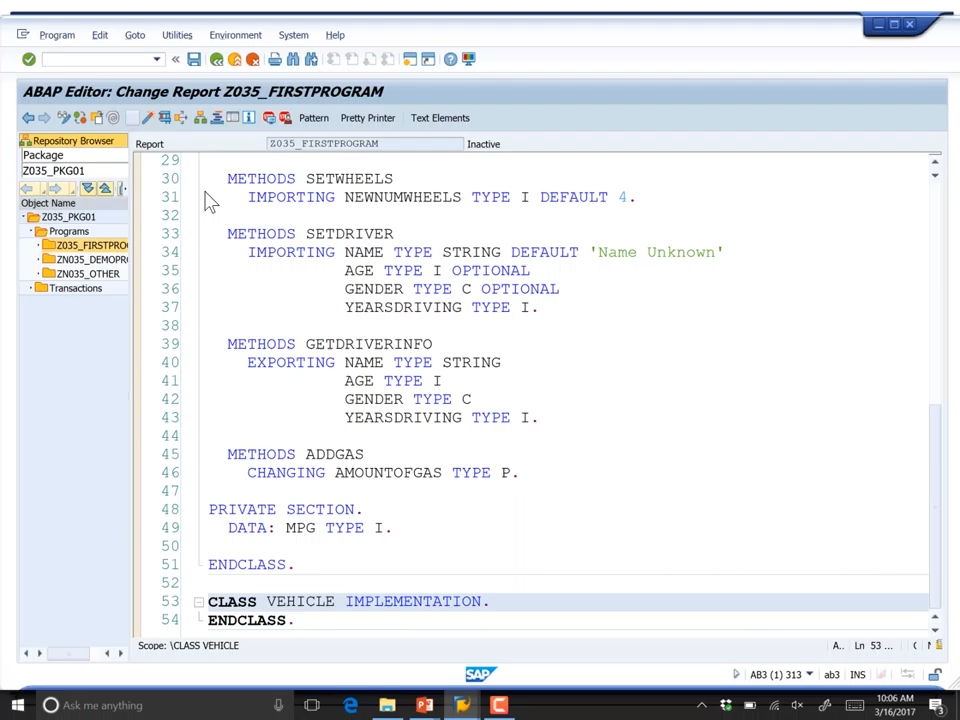 Program Edit Goto Utilities Environment System Help
ABAP Editor: Change Report Z035_FIRSTPROGRAM
Pattern Pretty Printer Text Elements
Repository Browser
Report Z035_FIRSTPROGRAM Inactive
Package
Z035_PKG01
Object Name
Z035_PKG01
Programs
Z035_FIRSTPRO
ZN035_DEMOPR
ZN035_OTHER
Transactions
29
30 METHODS SETWHEELS
31 IMPORTING NEWNUMWHEELS TYPE I DEFAULT 4.
32
33 METHODS SETDRIVER
34 IMPORTING NAME TYPE STRING DEFAULT 'Name Unknown'
35 AGE TYPE I OPTIONAL
36 GENDER TYPE C OPTIONAL
37 YEARSDRIVING TYPE I.
38
39 METHODS GETDRIVERINFO
40 EXPORTING NAME TYPE STRING
41 AGE TYPE I
42 GENDER TYPE C
43 YEARSDRIVING TYPE I.
44
45 METHODS ADDGAS
46 CHANGING AMOUNTOFGAS TYPE P.
47
48 PRIVATE SECTION.
49 DATA: MPG TYPE I.
50
51 ENDCLASS.
52
53 CLASS VEHICLE IMPLEMENTATION.
54 ENDCLASS.
Scope: \CLASS VEHICLE A.. Ln 53 ...
SAP AB3 (1) 313 ab3 INS
Ask me anything
10:06 AM
3/16/2017
3